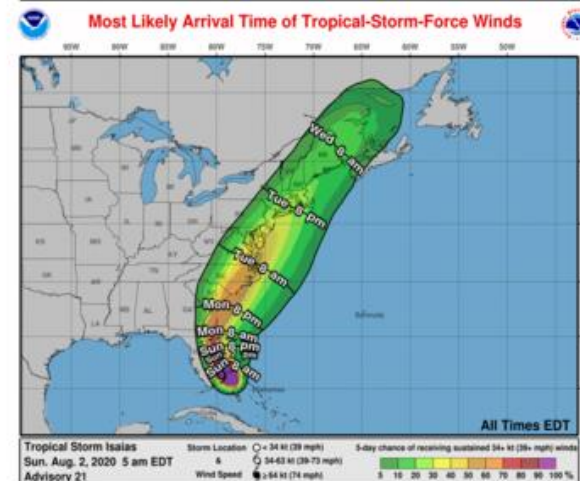 Most Likely Arrival Time of Tropical-Storm-Force Winds
95W 90W 85W 80W 75W 70W 65W 60W 55W 50W
Wed 8 am
Tue 8 pm
Tue 8 am
Mon 8 pm
Mon 8 am
Sun 8 pm
Sun 8 am
Bermuda
Bahamas
All Times EDT
Tropical Storm Isaias
Sun. Aug. 2, 2020 5 am EDT
Advisory 21
Storm Location
&
Wind Speed
< 34 kt (39 mph)
34-63 kt (39-73 mph)
≥ 64 kt (74 mph)
5-day chance of receiving sustained 34+ kt (39+ mph) winds
5 10 20 30 40 50 60 70 80 90 100 %